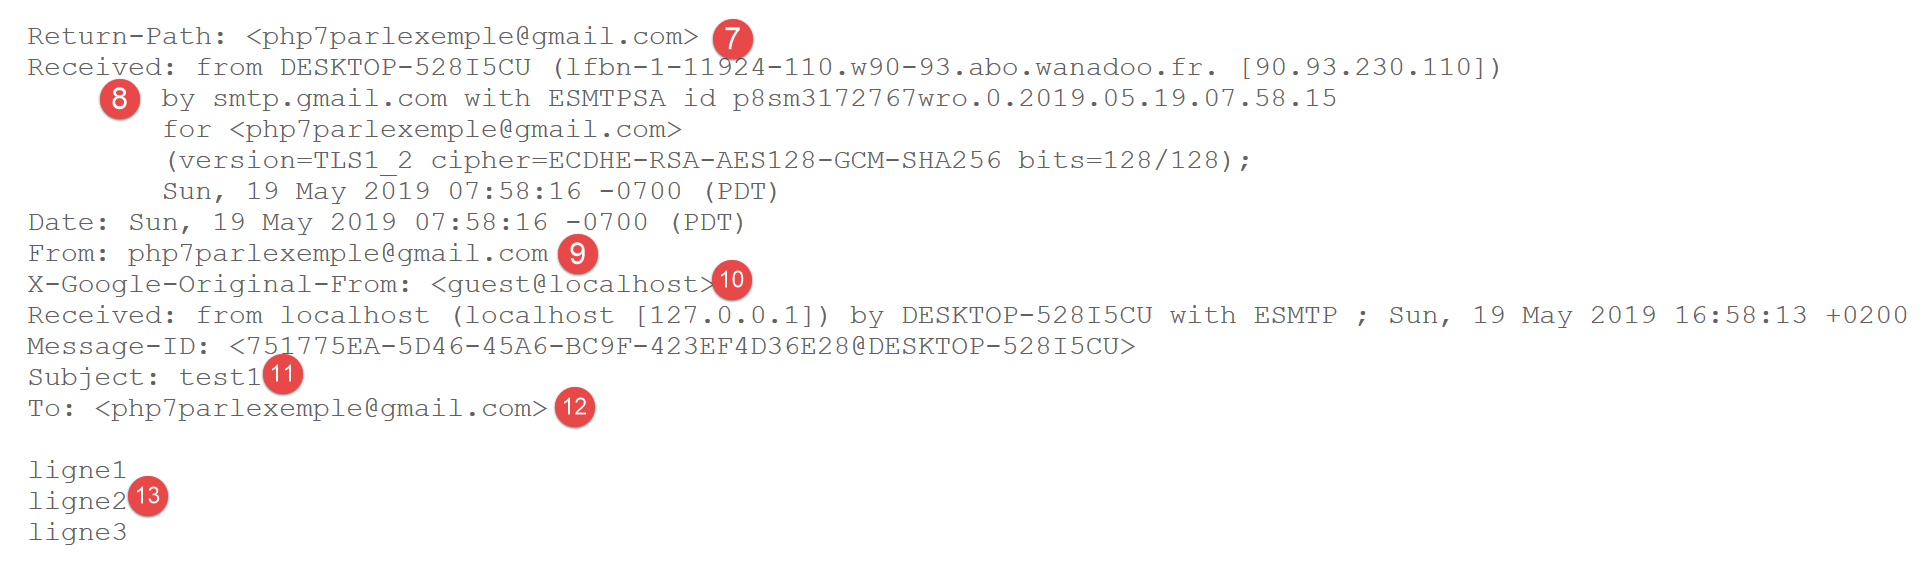 Return-Path: <php7parlexemple@gmail.com> 7
Received: from DESKTOP-528I5CU (lfbn-1-11924-110.w90-93.abo.wanadoo.fr. [90.93.230.110])
8 by smtp.gmail.com with ESMTPSA id p8sm3172767wro.0.2019.05.19.07.58.15
for <php7parlexemple@gmail.com>
(version=TLS1_2 cipher=ECDHE-RSA-AES128-GCM-SHA256 bits=128/128);
Sun, 19 May 2019 07:58:16 -0700 (PDT)
Date: Sun, 19 May 2019 07:58:16 -0700 (PDT)
From: php7parlexemple@gmail.com 9
X-Google-Original-From: <guest@localhost> 10
Received: from localhost (localhost [127.0.0.1]) by DESKTOP-528I5CU with ESMTP ; Sun, 19 May 2019 16:58:13 +0200
Message-ID: <751775EA-5D46-45A6-BC9F-423EF4D36E28@DESKTOP-528I5CU>
Subject: test1 11
To: <php7parlexemple@gmail.com> 12
ligne1
ligne2 13
ligne3